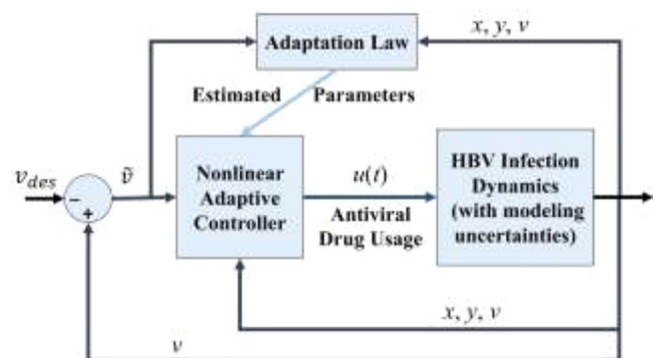 Adaptation Law
x, y, v
Estimated Parameters
v_des
ṽ
−
+
Nonlinear
Adaptive
Controller
u(t)
Antiviral
Drug Usage
HBV Infection
Dynamics
(with modeling
uncertainties)
x, y, v
v